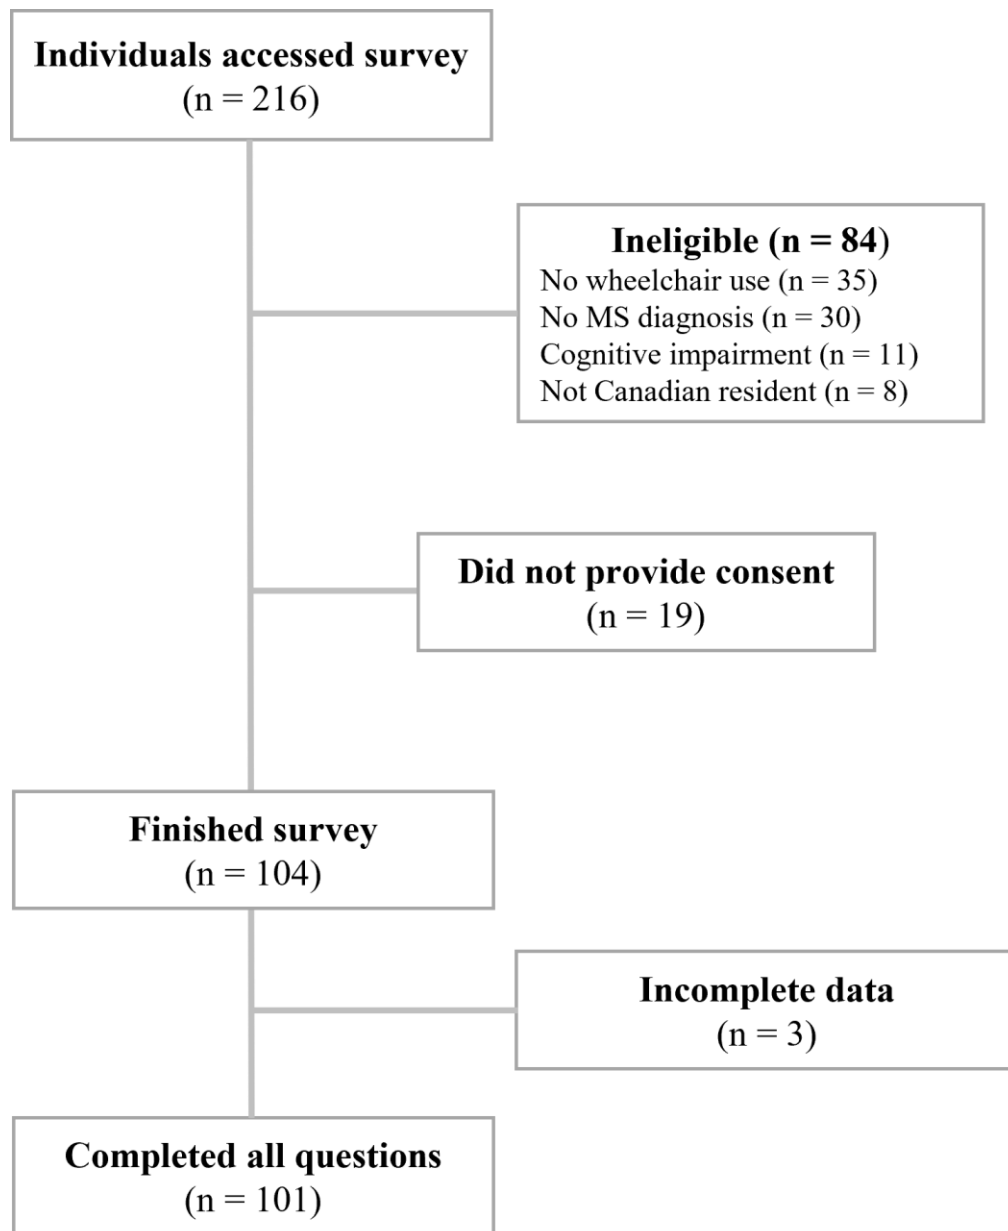 Individuals accessed survey
(n = 216)
Ineligible (n = 84)
No wheelchair use (n = 35)
No MS diagnosis (n = 30)
Cognitive impairment (n = 11)
Not Canadian resident (n = 8)
Did not provide consent
(n = 19)
Finished survey
(n = 104)
Incomplete data
(n = 3)
Completed all questions
(n = 101)